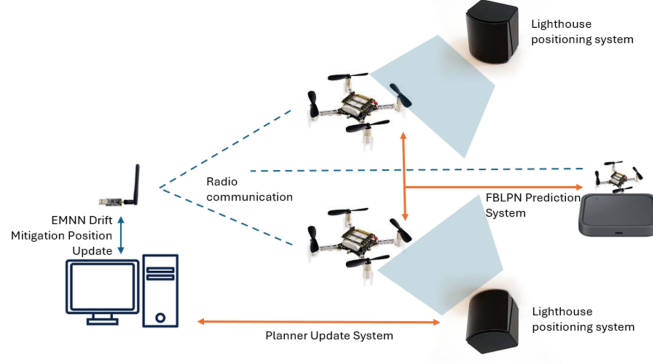 Lighthouse
positioning system
Radio
communication
FBLPN Prediction
System
EMNN Drift
Mitigation Position
Update
Lighthouse
positioning system
Planner Update System